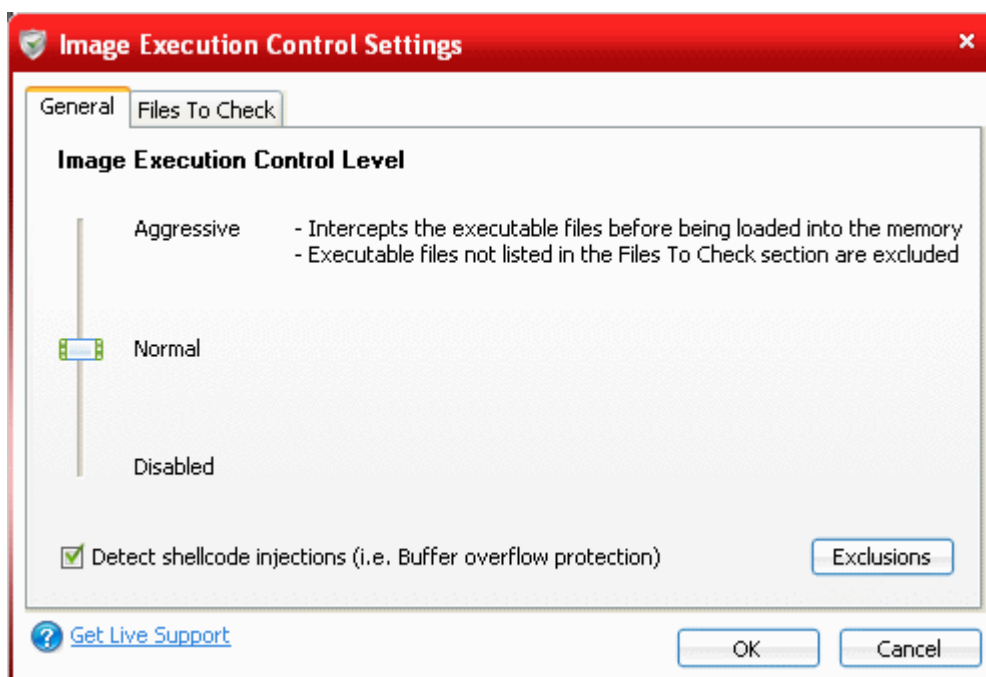 Image Execution Control Settings
General
Files To Check
Image Execution Control Level
Aggressive
- Intercepts the executable files before being loaded into the memory
- Executable files not listed in the Files To Check section are excluded
Normal
Disabled
Detect shellcode injections (i.e. Buffer overflow protection)
Exclusions
Get Live Support
OK
Cancel